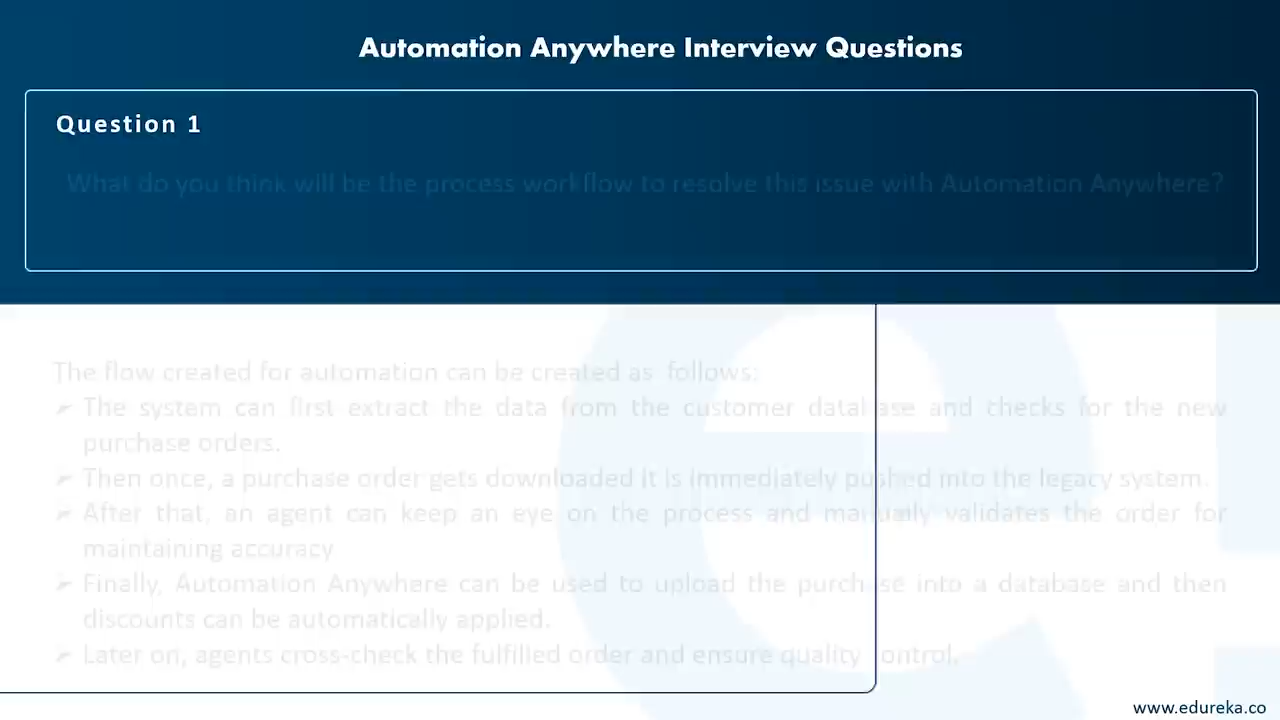 Automation Anywhere Interview Questions
Question 1
What do you think will be the process workflow to resolve this issue with Automation Anywhere?
The flow created for automation can be created as follows:
➢ The system can first extract the data from the customer database and checks for the new
purchase orders.
➢ Then once, a purchase order gets downloaded it is immediately pushed into the legacy system.
➢ After that, an agent can keep an eye on the process and manually validates the order for
maintaining accuracy
➢ Finally, Automation Anywhere can be used to upload the purchase into a database and then
discounts can be automatically applied.
➢ Later on, agents cross-check the fulfilled order and ensure quality control.
www.edureka.co